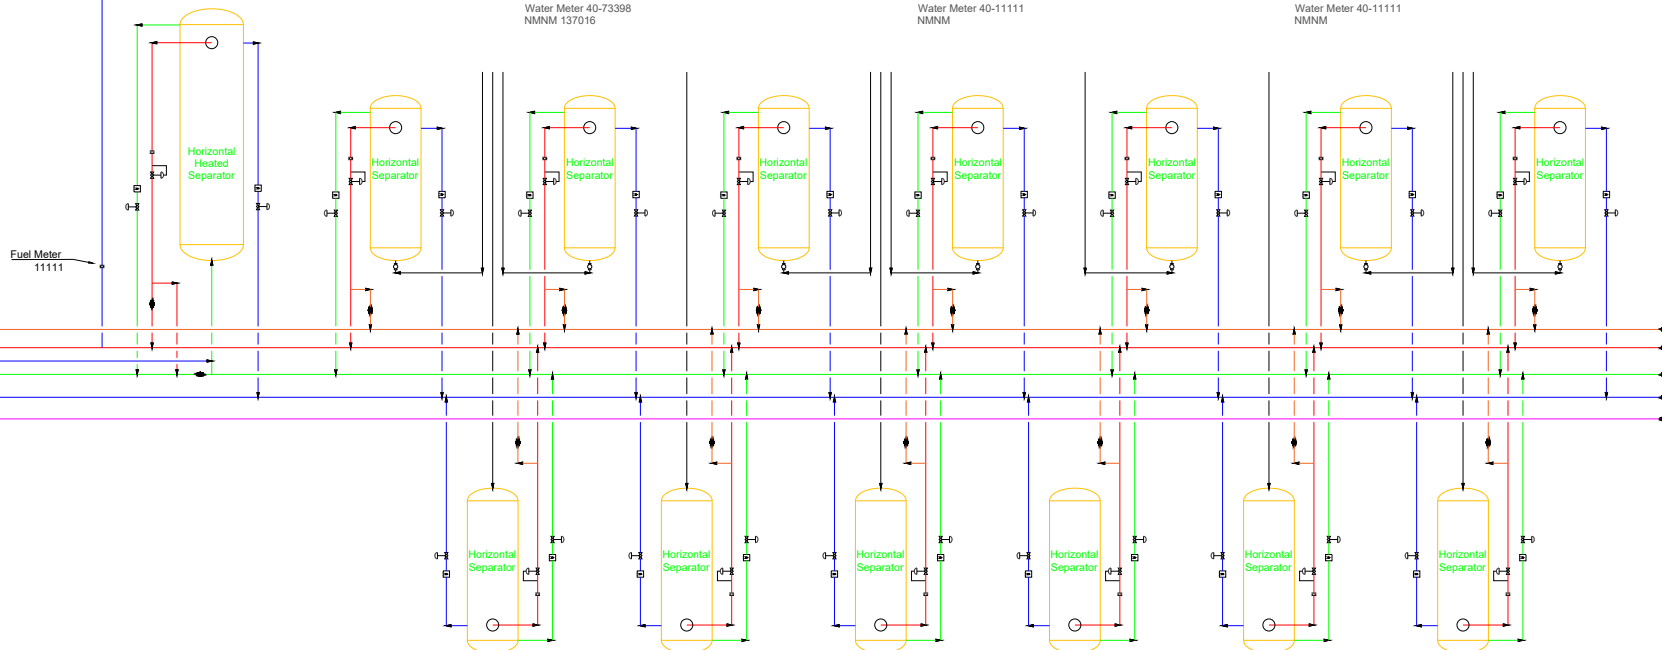 Water Meter 40-73398
NMNM 137016
Water Meter 40-11111
NMNM
Water Meter 40-11111
NMNM
Horizontal
Heated
Separator
Horizontal
Separator
Horizontal
Separator
Horizontal
Separator
Horizontal
Separator
Horizontal
Separator
Horizontal
Separator
Horizontal
Separator
Fuel Meter
11111
Horizontal
Separator
Horizontal
Separator
Horizontal
Separator
Horizontal
Separator
Horizontal
Separator
Horizontal
Separator